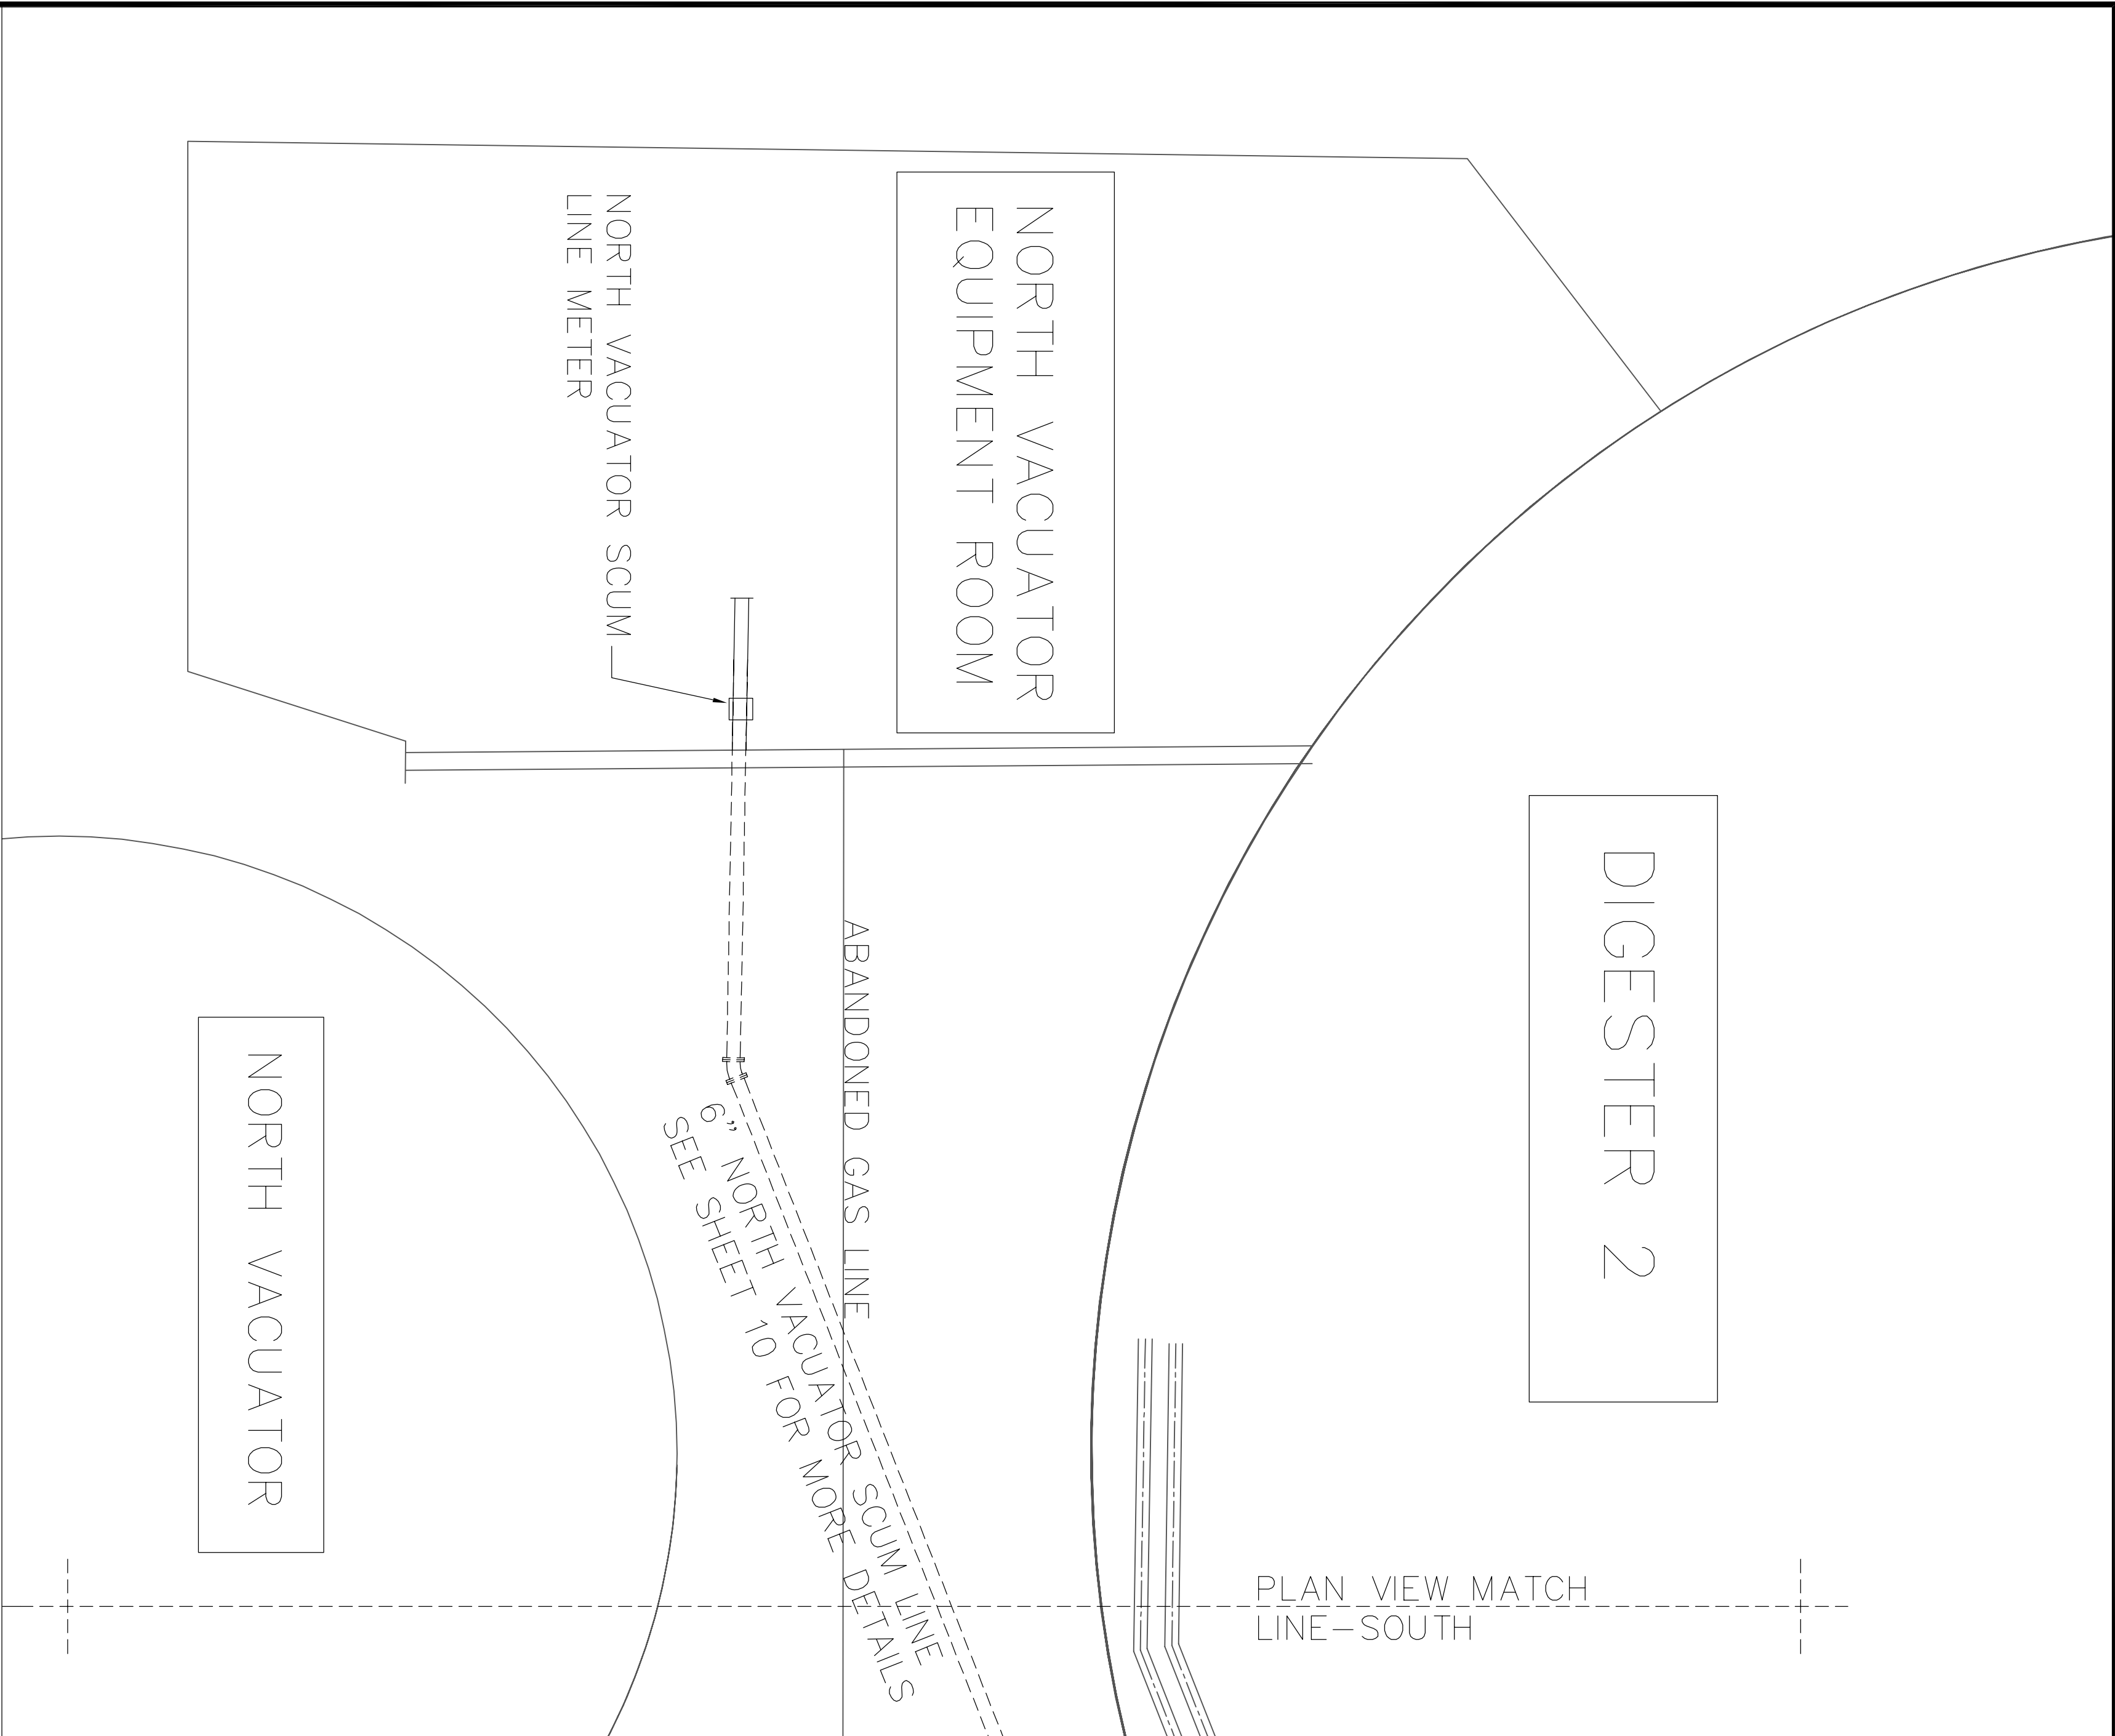 NORTH VACUATOR SCUM
LINE METER
NORTH VACUATOR
EQUIPMENT ROOM
DIGESTER 2
ABANDONED GAS LINE
NORTH VACUATOR
6" NORTH VACUATOR SCUM LINE
SEE SHEET 10 FOR MORE DETAILS
PLAN VIEW MATCH
LINE-SOUTH